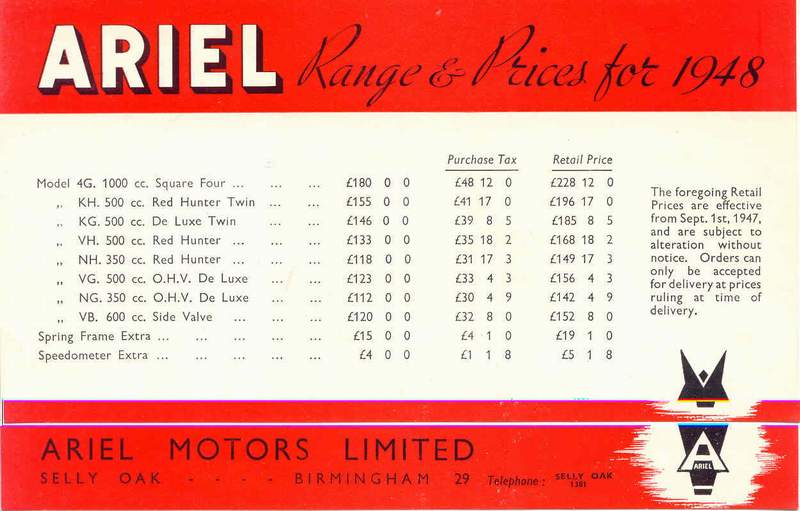 ARIEL Range & Prices for 1948
Purchase Tax Retail Price
Model 4G. 1000 cc. Square Four ... ... ... £180 0 0 £48 12 0 £228 12 0
„ KH. 500 cc. Red Hunter Twin ... ... £155 0 0 £41 17 0 £196 17 0
„ KG. 500 cc. De Luxe Twin ... ... £146 0 0 £39 8 5 £185 8 5
„ VH. 500 cc. Red Hunter ... ... ... £133 0 0 £35 18 2 £168 18 2
„ NH. 350 cc. Red Hunter ... ... ... £118 0 0 £31 17 3 £149 17 3
„ VG. 500 cc. O.H.V. De Luxe ... ... £123 0 0 £33 4 3 £156 4 3
„ NG. 350 cc. O.H.V. De Luxe ... ... £112 0 0 £30 4 9 £142 4 9
„ VB. 600 cc. Side Valve ... ... ... £120 0 0 £32 8 0 £152 8 0
Spring Frame Extra ... ... ... ... ... £15 0 0 £4 1 0 £19 1 0
Speedometer Extra ... ... ... ... ... £4 0 0 £1 1 8 £5 1 8
The foregoing Retail
Prices are effective
from Sept. 1st, 1947,
and are subject to
alteration without
notice. Orders can
only be accepted
for delivery at prices
ruling at time of
delivery.
ARIEL MOTORS LIMITED
SELLY OAK - - - - BIRMINGHAM 29 Telephone: SELLY OAK 1381
A
ARIEL